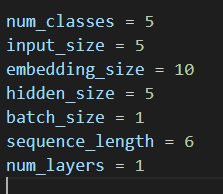 num_classes = 5
input_size = 5
embedding_size = 10
hidden_size = 5
batch_size = 1
sequence_length = 6
num_layers = 1